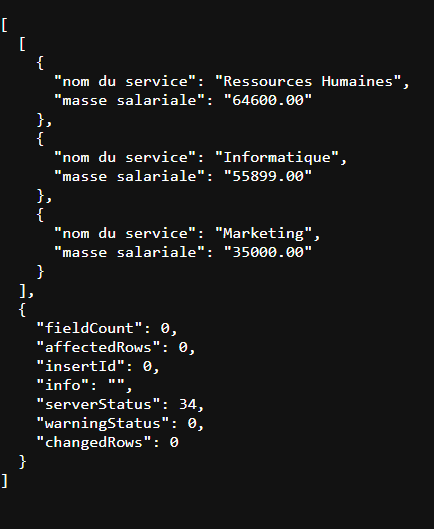 [
  [
    {
      "nom du service": "Ressources Humaines",
      "masse salariale": "64600.00"
    },
    {
      "nom du service": "Informatique",
      "masse salariale": "55899.00"
    },
    {
      "nom du service": "Marketing",
      "masse salariale": "35000.00"
    }
  ],
  {
    "fieldCount": 0,
    "affectedRows": 0,
    "insertId": 0,
    "info": "",
    "serverStatus": 34,
    "warningStatus": 0,
    "changedRows": 0
  }
]